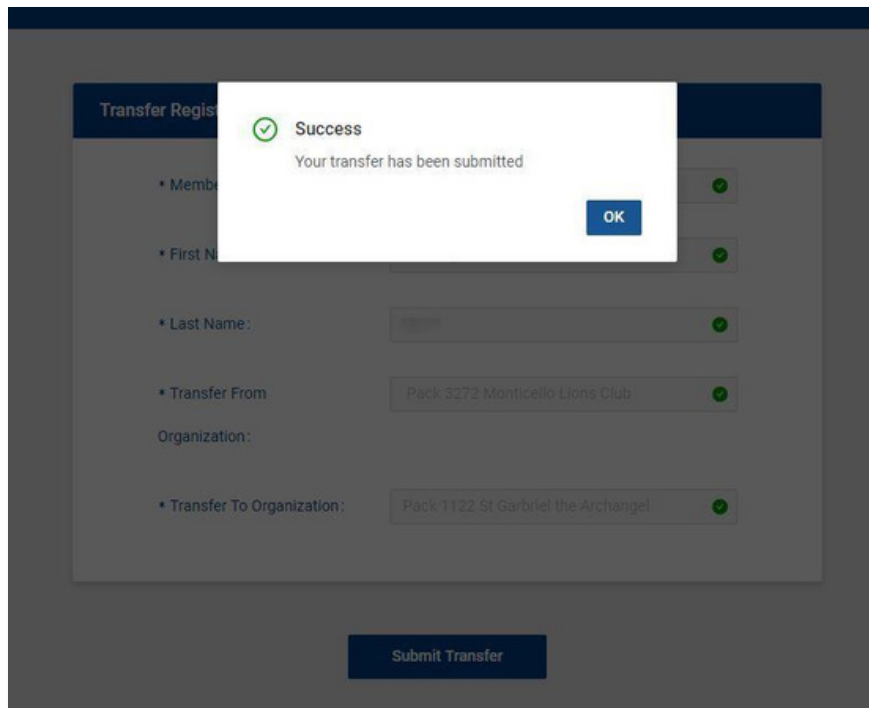 Transfer Regist
Success
Your transfer has been submitted
OK
* Membe
* First Na
* Last Name:
* Transfer From
Organization:
Pack 3272 Monticello Lions Club
* Transfer To Organization:
Pack 1122 St Garbriel the Archangel
Submit Transfer